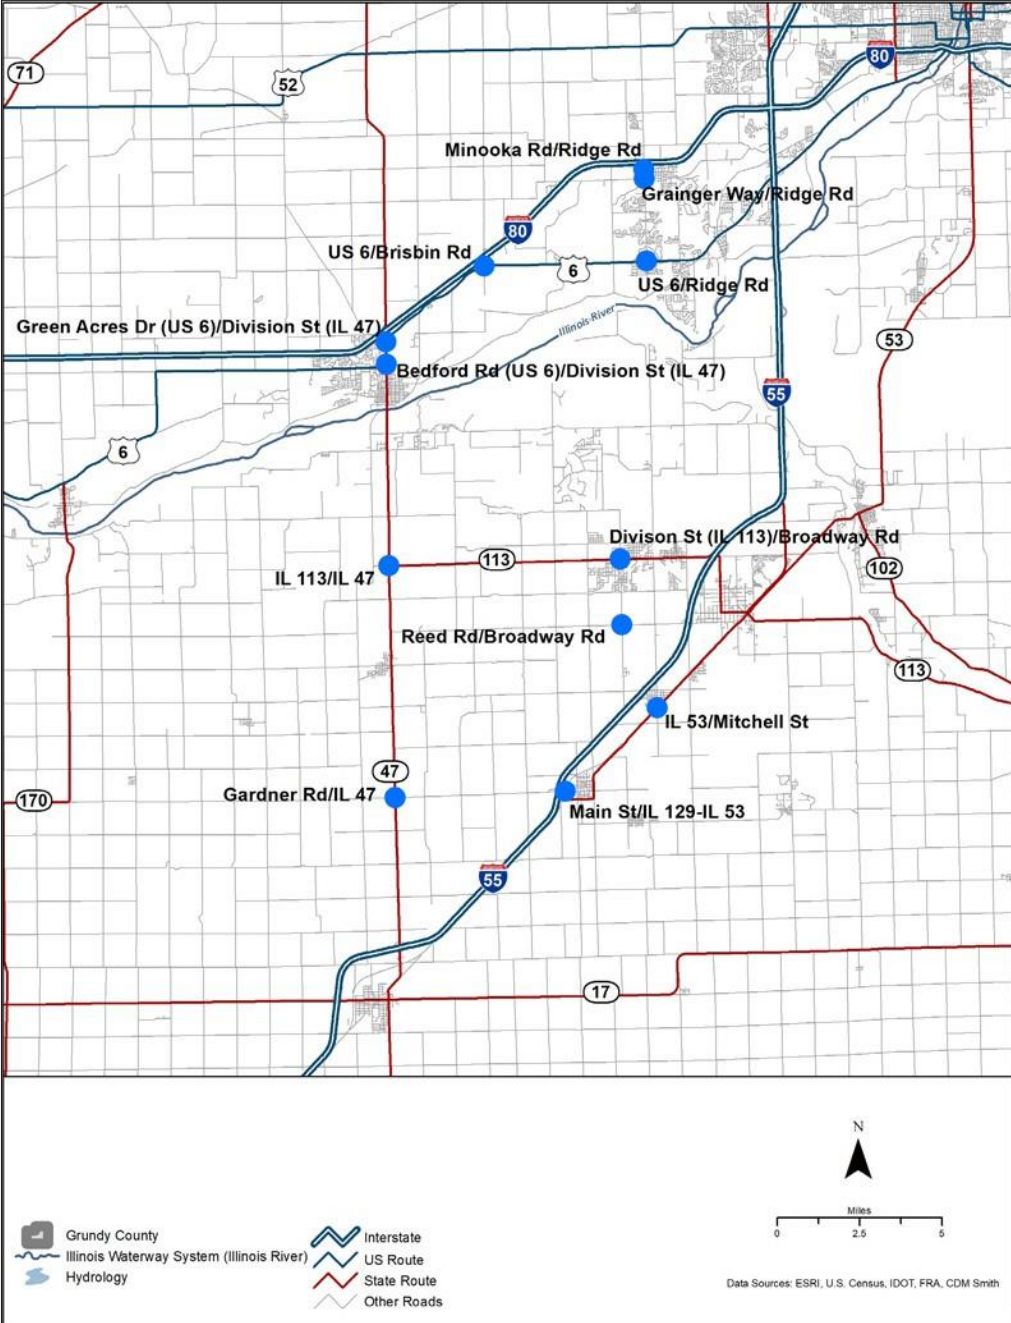 71
52
80
Minooka Rd/Ridge Rd
Grainger Way/Ridge Rd
80
US 6/Brisbin Rd
6
US 6/Ridge Rd
Illinois River
Green Acres Dr (US 6)/Division St (IL 47)
53
Bedford Rd (US 6)/Division St (IL 47)
55
6
Divison St (IL 113)/Broadway Rd
113
102
IL 113/IL 47
Reed Rd/Broadway Rd
113
IL 53/Mitchell St
47
Gardner Rd/IL 47
170
Main St/IL 129-IL 53
55
17
N
Miles
0 2.5 5
Grundy County
Illinois Waterway System (Illinois River)
Hydrology
Interstate
US Route
State Route
Other Roads
Data Sources: ESRI, U.S. Census, IDOT, FRA, CDM Smith